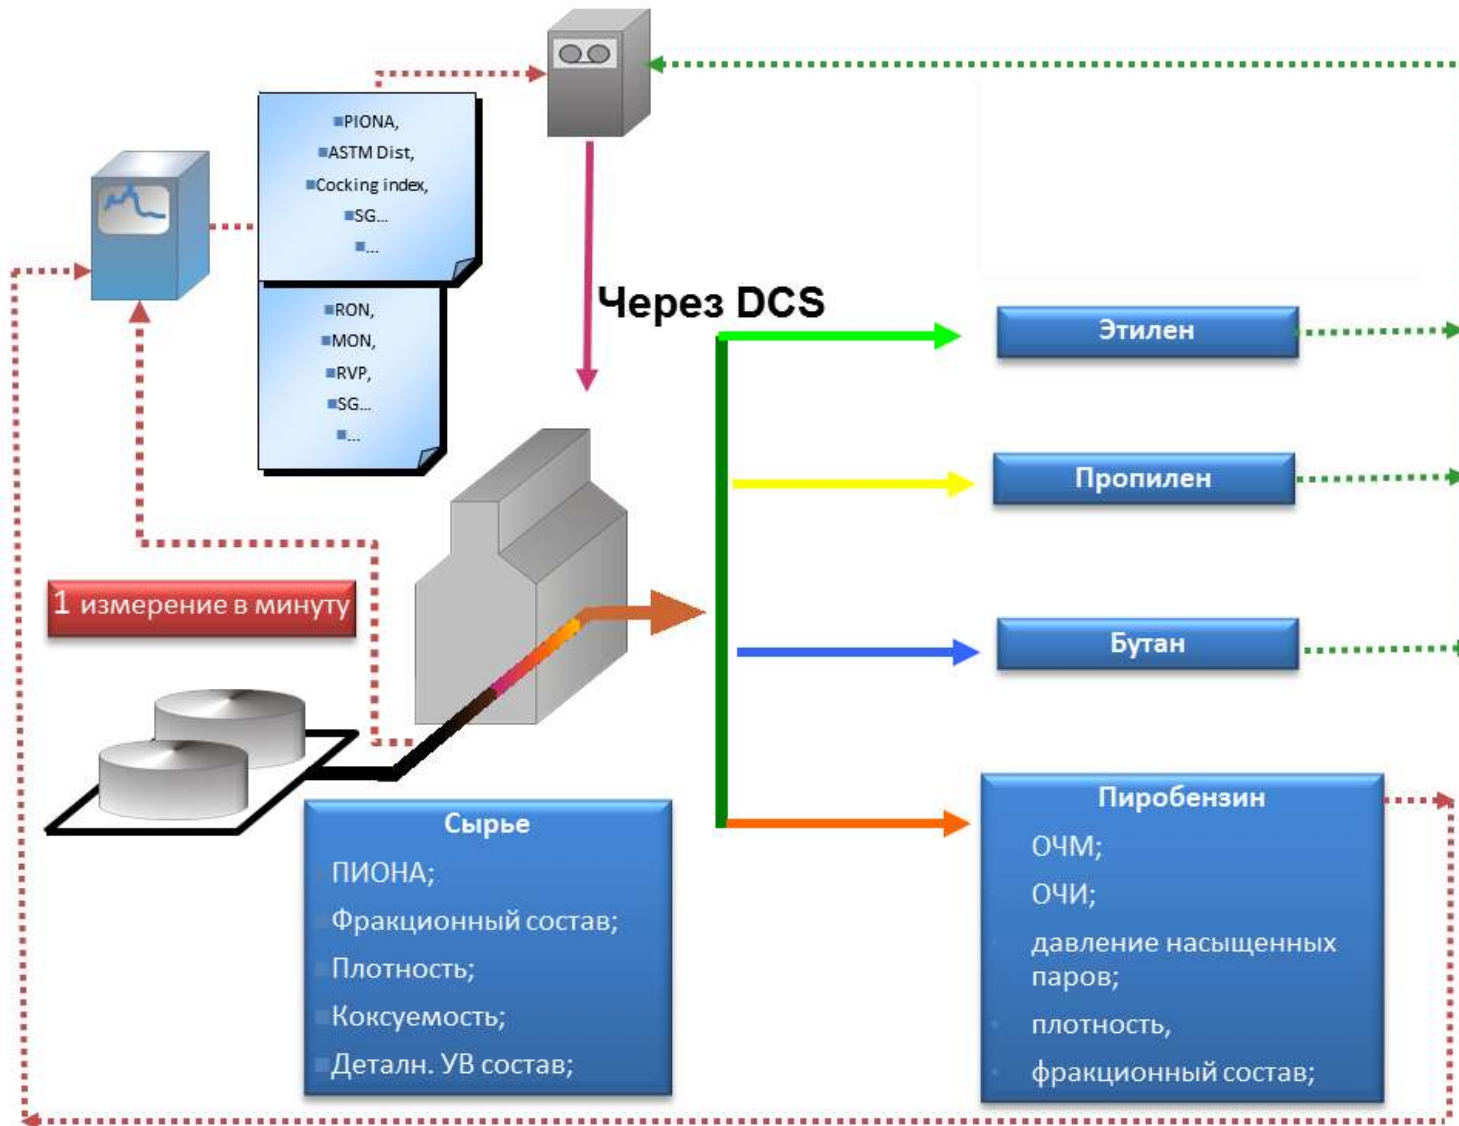 PIONA,
ASTM Dist,
Cocking index,
SG...
...
RON,
MON,
RVP,
SG...
...
Через DCS
Этилен
Пропилен
Бутан
1 измерение в минуту
Сырье
ПИОНА;
Фракционный состав;
Плотность;
Коксуемость;
Деталн. УВ состав;
Пиробензин
ОЧМ;
ОЧИ;
давление насыщенных
паров;
плотность,
фракционный состав;